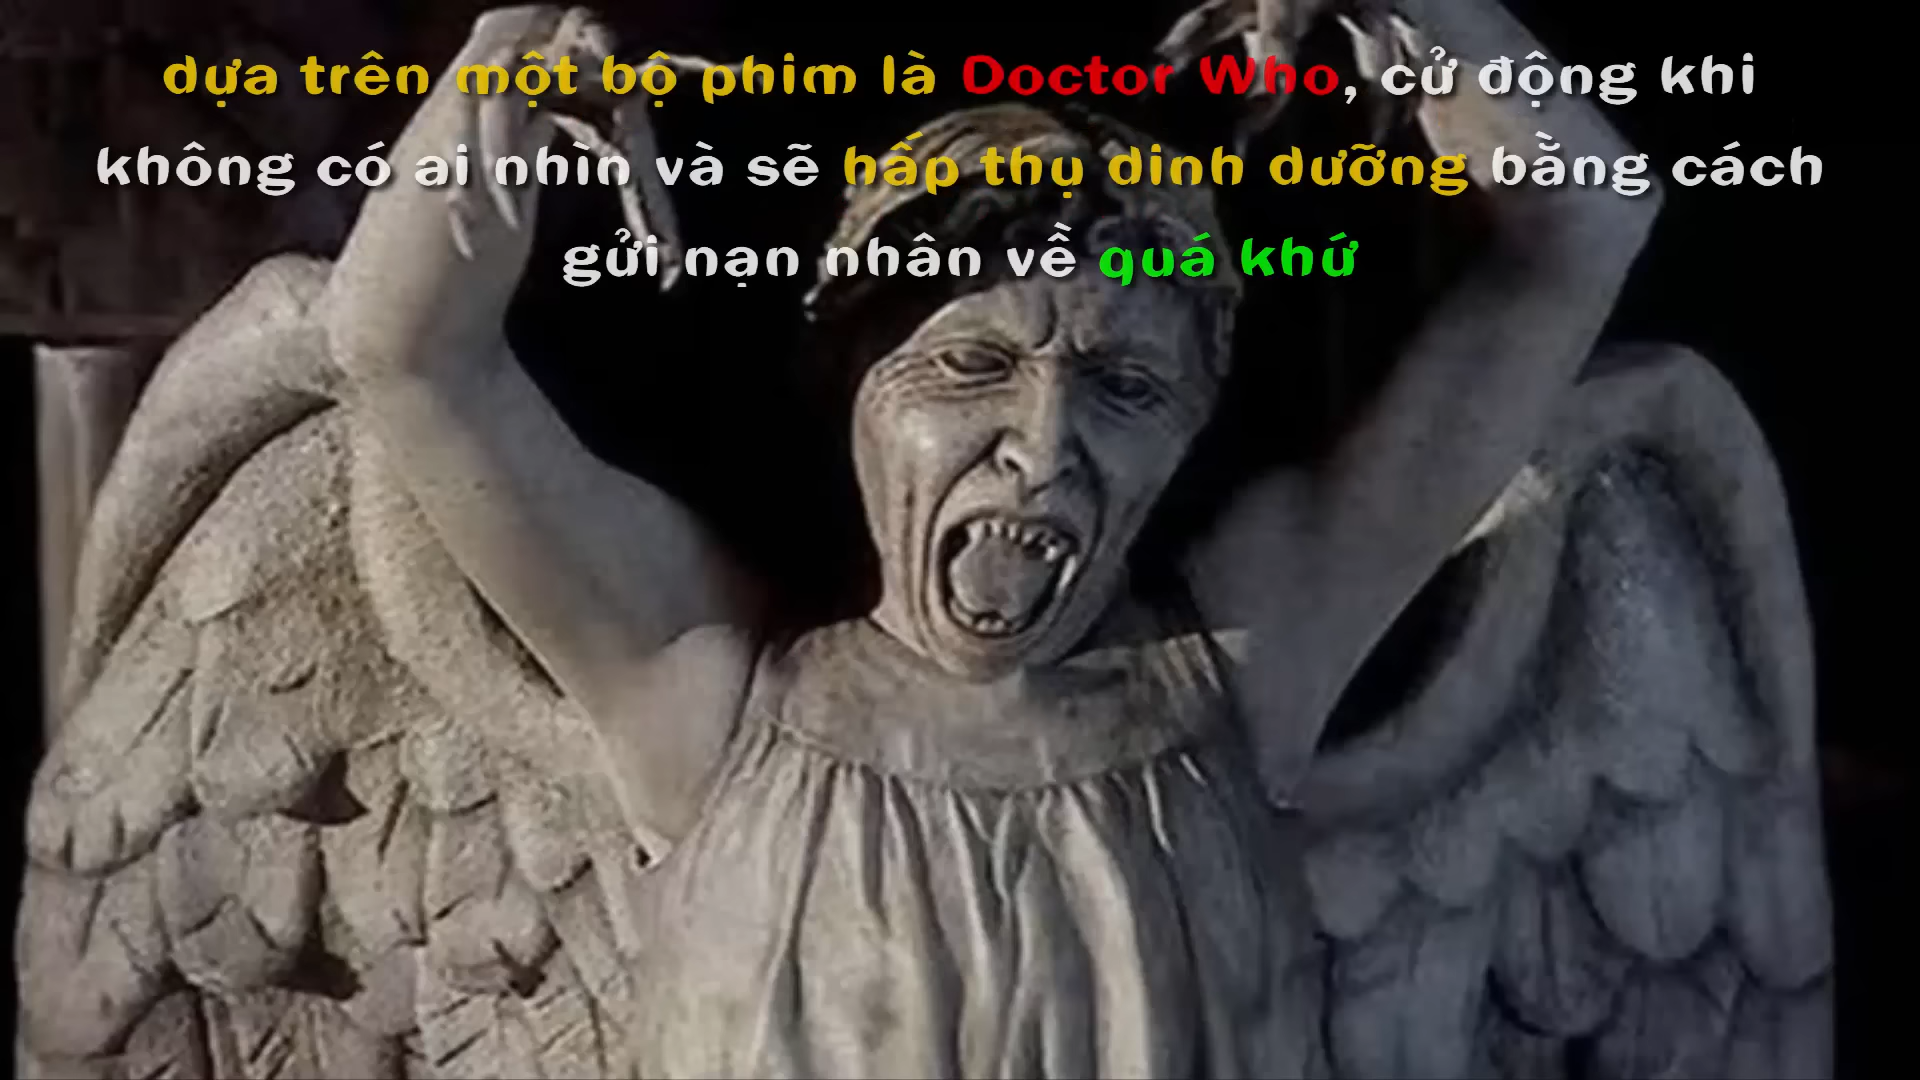 dựa trên một bộ phim là Doctor Who, cử động khi
không có ai nhìn và sẽ hấp thụ dinh dưỡng bằng cách
gửi nạn nhân về quá khứ